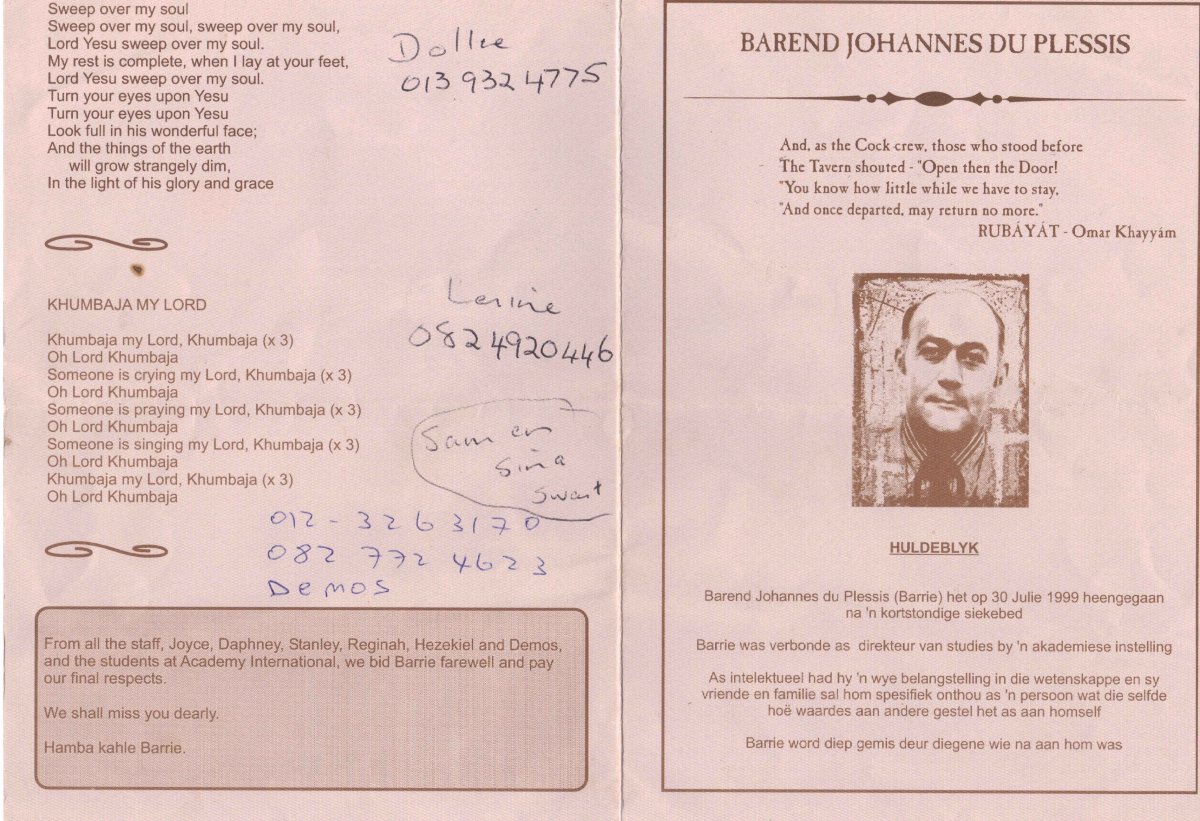 Sweep over my soul
Sweep over my soul, sweep over my soul,
Lord Yesu sweep over my soul.
My rest is complete, when I lay at your feet,
Lord Yesu sweep over my soul.
Turn your eyes upon Yesu
Turn your eyes upon Yesu
Look full in his wonderful face;
And the things of the earth
will grow strangely dim,
In the light of his glory and grace
Dollie
013 932 4775
KHUMBAJA MY LORD
Khumbaja my Lord, Khumbaja (x 3)
Oh Lord Khumbaja
Someone is crying my Lord, Khumbaja (x 3)
Oh Lord Khumbaja
Someone is praying my Lord, Khumbaja (x 3)
Oh Lord Khumbaja
Someone is singing my Lord, Khumbaja (x 3)
Oh Lord Khumbaja
Khumbaja my Lord, Khumbaja (x 3)
Oh Lord Khumbaja
Lenine
082 4920446
Sam en
Sina
Swart
012 - 326 3170
082 772 4623
Demos
From all the staff, Joyce, Daphney, Stanley, Reginah, Hezekiel and Demos,
and the students at Academy International, we bid Barrie farewell and pay
our final respects.
We shall miss you dearly.
Hamba kahle Barrie.
BAREND JOHANNES DU PLESSIS
And, as the Cock crew, those who stood before
The Tavern shouted - "Open then the Door!
"You know how little while we have to stay,
"And once departed, may return no more."
RUBÁYÁT - Omar Khayyám
HULDEBLYK
Barend Johannes du Plessis (Barrie) het op 30 Julie 1999 heengegaan
na 'n kortstondige siekebed
Barrie was verbonde as direkteur van studies by 'n akademiese instelling
As intelektueel had hy 'n wye belangstelling in die wetenskappe en sy
vriende en familie sal hom spesifiek onthou as 'n persoon wat die selfde
hoë waardes aan andere gestel het as aan homself
Barrie word diep gemis deur diegene wie na aan hom was